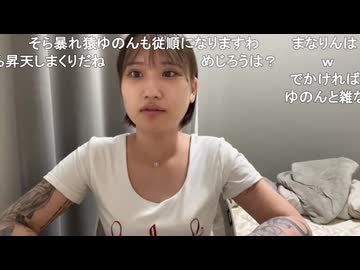 そら暴れ猿ゆのんも従順になりますわ
まなりんは
ら昇天しまくりだね
めじろうは？
w
でかければ
ゆのんと雑な